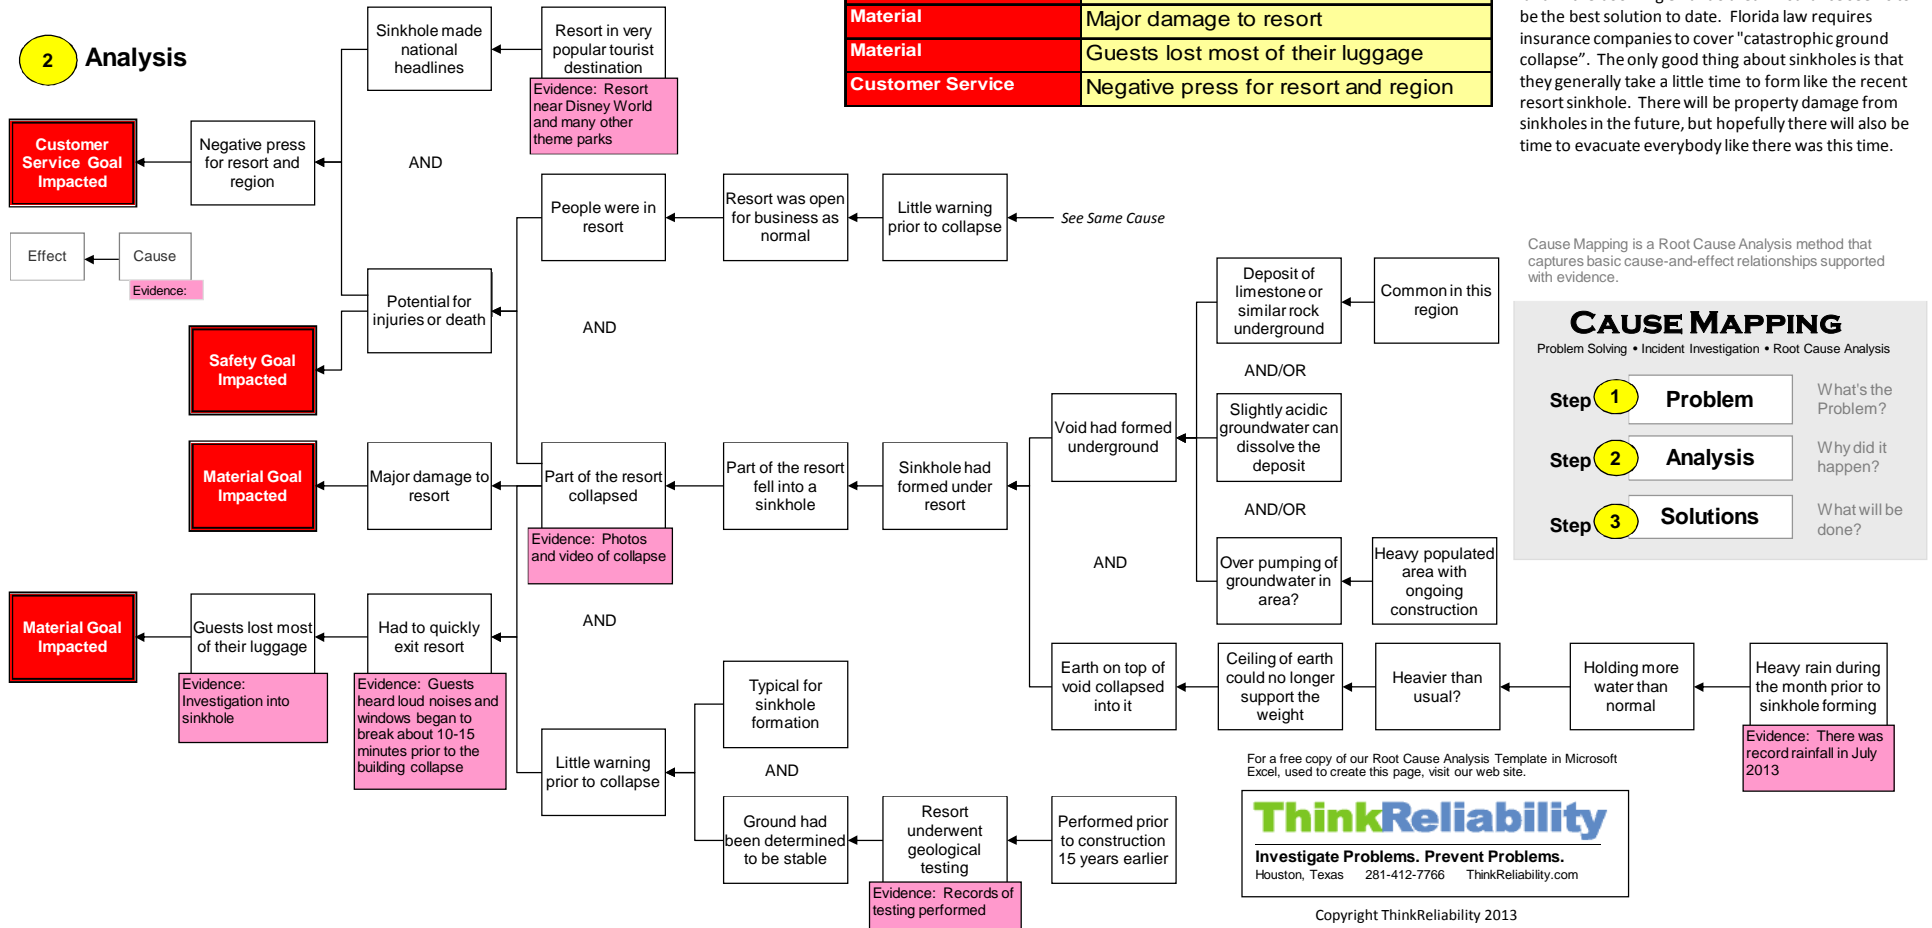 2 Analysis
Sinkhole made
national
headlines
Resort in very
popular tourist
destination
Evidence: Resort
near Disney World
and many other
theme parks
Material
Major damage to resort
Material
Guests lost most of their luggage
Customer Service
Negative press for resort and region
be the best solution to date. Florida law requires
insurance companies to cover "catastrophic ground
collapse". The only good thing about sinkholes is that
they generally take a little time to form like the recent
resort sinkhole. There will be property damage from
sinkholes in the future, but hopefully there will also be
time to evacuate everybody like there was this time.
Customer
Service Goal
Impacted
Negative press
for resort and
region
AND
People were in
resort
Resort was open
for business as
normal
Little warning
prior to collapse
See Same Cause
Effect
Cause
Evidence:
Potential for
injuries or death
AND
Safety Goal
Impacted
Deposit of
limestone or
similar rock
underground
Common in this
region
AND/OR
Cause Mapping is a Root Cause Analysis method that
captures basic cause-and-effect relationships supported
with evidence.
CAUSE MAPPING
Problem Solving • Incident Investigation • Root Cause Analysis
Step 1 Problem
What's the
Problem?
Step 2 Analysis
Why did it
happen?
Step 3 Solutions
What will be
done?
Material Goal
Impacted
Major damage to
resort
Part of the resort
collapsed
Evidence: Photos
and video of collapse
Part of the resort
fell into a
sinkhole
Sinkhole had
formed under
resort
Void had formed
underground
Slightly acidic
groundwater can
dissolve the
deposit
AND/OR
AND
Over pumping of
groundwater in
area?
Heavy populated
area with
ongoing
construction
Material Goal
Impacted
Guests lost most
of their luggage
Evidence:
Investigation into
sinkhole
Had to quickly
exit resort
Evidence: Guests
heard loud noises and
windows began to
break about 10-15
minutes prior to the
building collapse
AND
Earth on top of
void collapsed
into it
Ceiling of earth
could no longer
support the
weight
Heavier than
usual?
Holding more
water than
normal
Heavy rain during
the month prior to
sinkhole forming
Evidence: There was
record rainfall in July
2013
Typical for
sinkhole
formation
Little warning
prior to collapse
AND
Ground had
been determined
to be stable
Resort
underwent
geological
testing
Evidence: Records of
testing performed
Performed prior
to construction
15 years earlier
For a free copy of our Root Cause Analysis Template in Microsoft
Excel, used to create this page, visit our web site.
ThinkReliability
Investigate Problems. Prevent Problems.
Houston, Texas 281-412-7766 ThinkReliability.com
Copyright ThinkReliability 2013